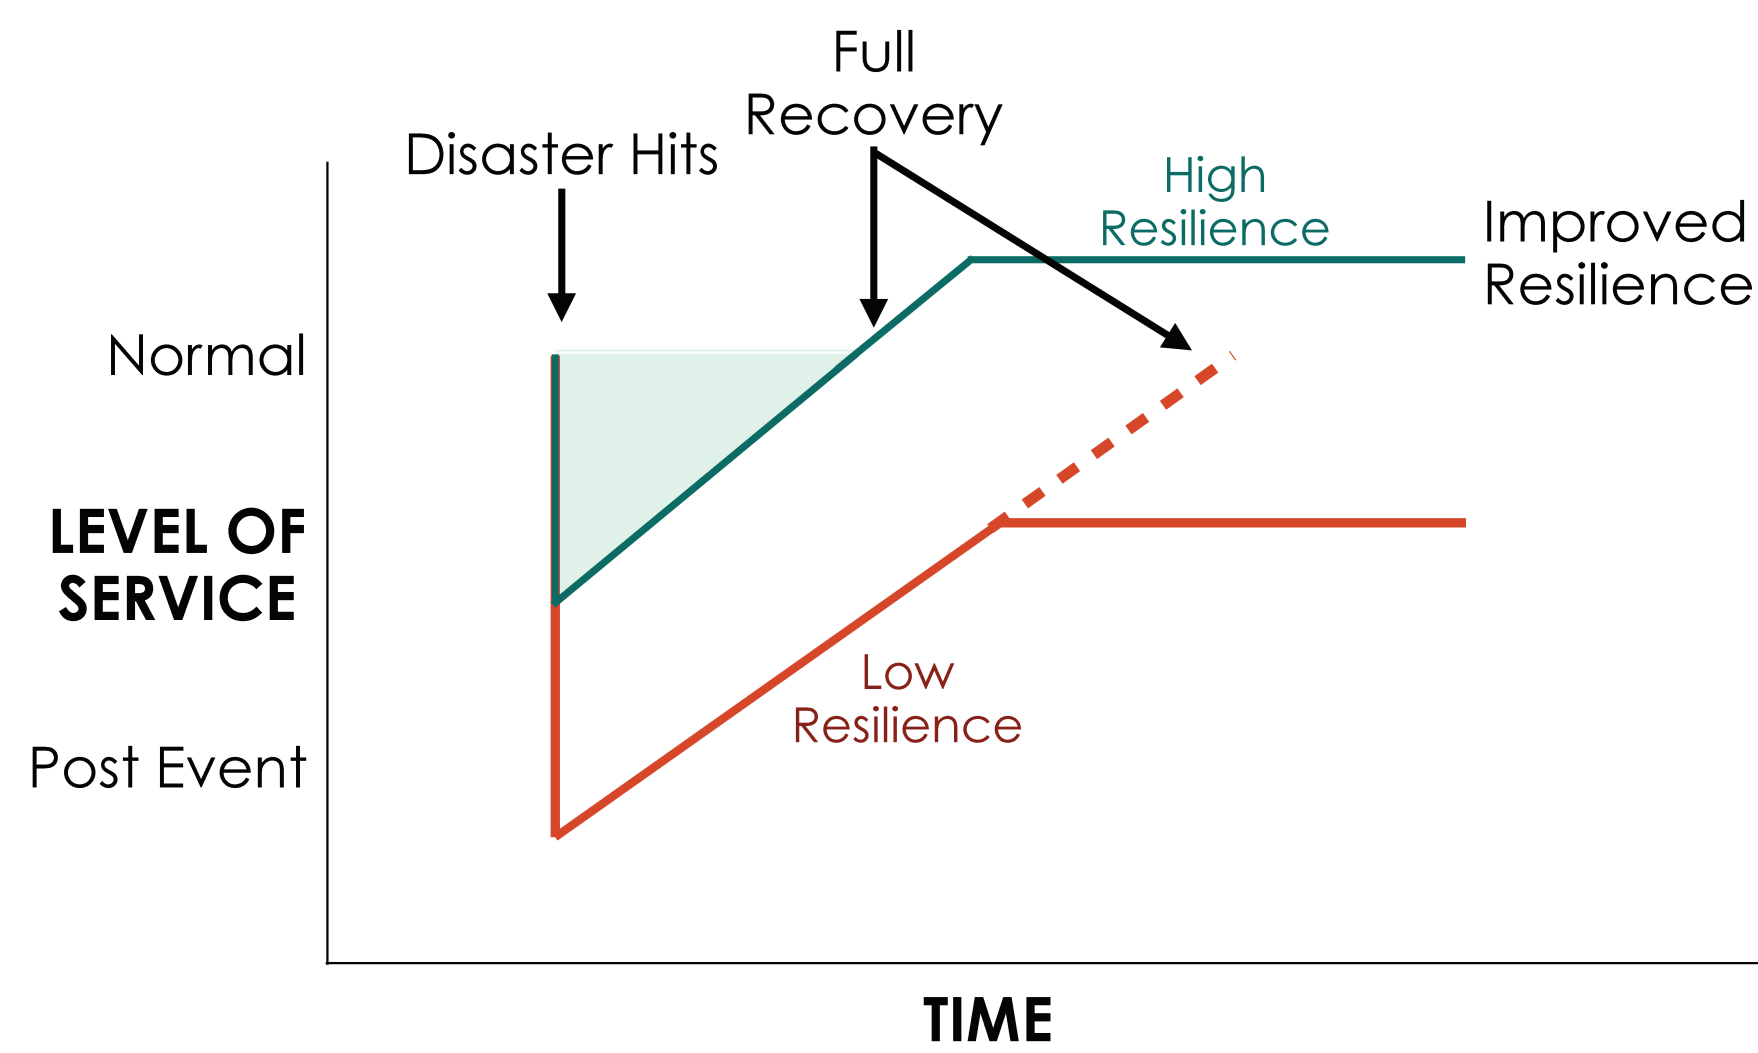 Full
Recovery
Disaster Hits
High
Resilience
Improved
Resilience
Normal
LEVEL OF
SERVICE
Low
Resilience
Post Event
TIME